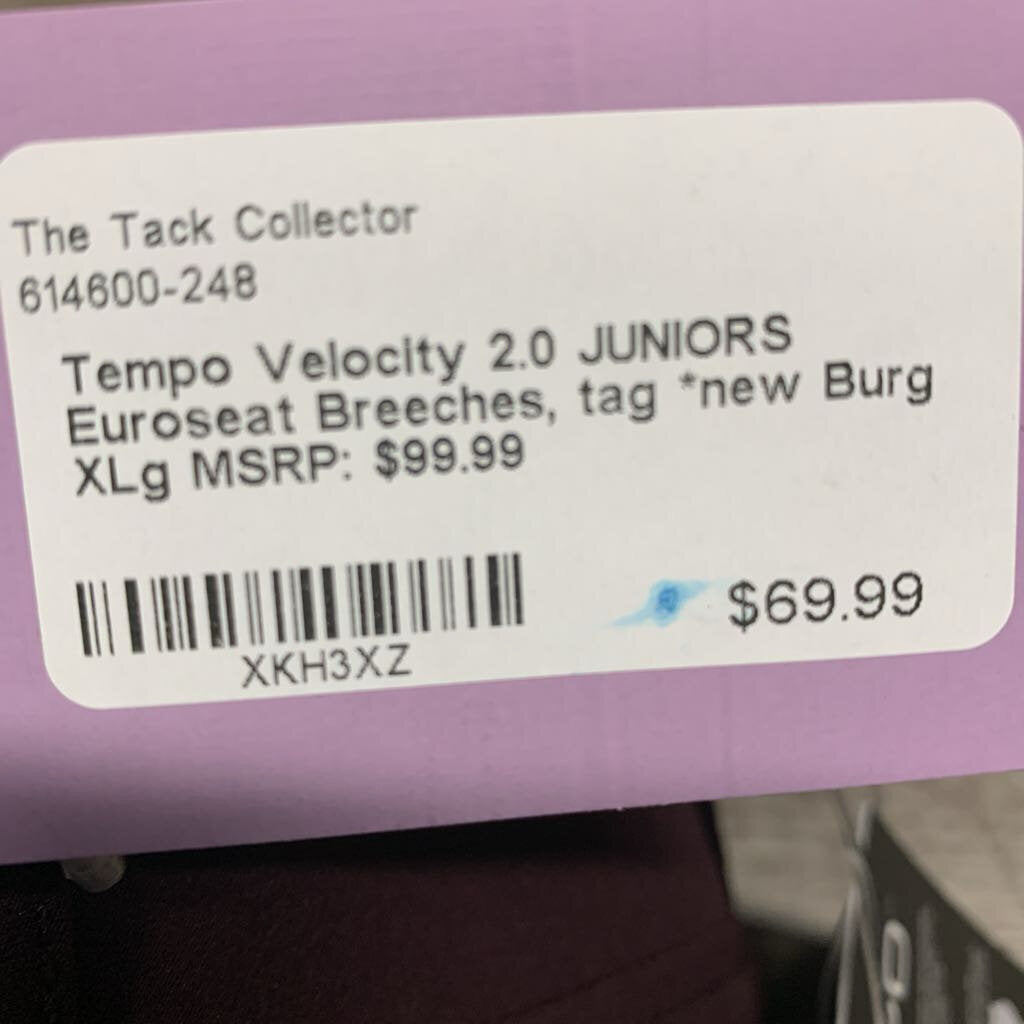 The Tack Collector
614600-248
Tempo Velocity 2.0 JUNIORS
Euroseat Breeches, tag *new Burg
XLg MSRP: $99.99
$69.99
XKH3XZ